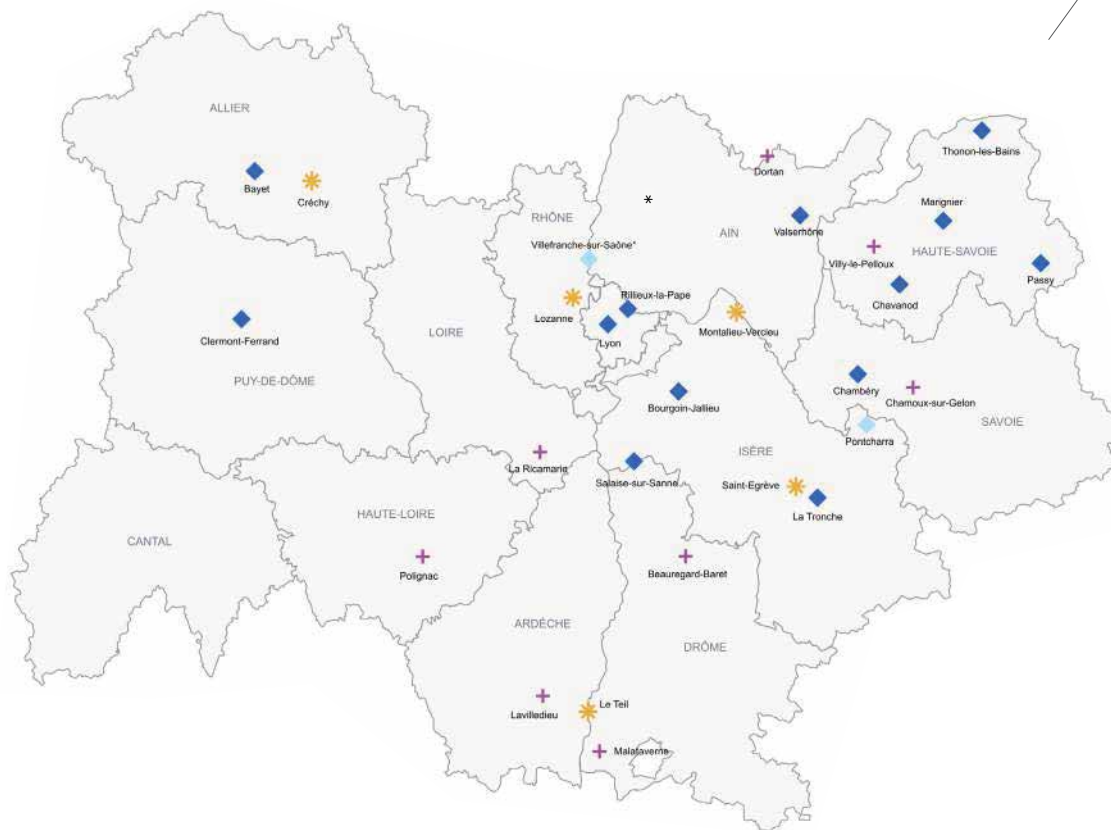 ALLIER
Thonon-les-Bains
Dortan
Bayet
Créchy
*
Marignier
RHÔNE
Valserhône
AIN
Villefranche-sur-Saône*
HAUTE-SAVOIE
Villy-le-Pelloux
Passy
Chavanod
Rillieux-la-Pape
Lozanne
LOIRE
Montalieu-Vercieu
Clermont-Ferrand
Lyon
PUY-DE-DÔME
Chambéry
Chamoux-sur-Gelon
Bourgoin-Jallieu
SAVOIE
Pontcharra
ISÈRE
La Ricamarie
Salaise-sur-Sanne
Saint-Egrève
HAUTE-LOIRE
La Tronche
CANTAL
Polignac
Beauregard-Baret
ARDÈCHE
DRÔME
Le Teil
Lavilledieu
Malataverne